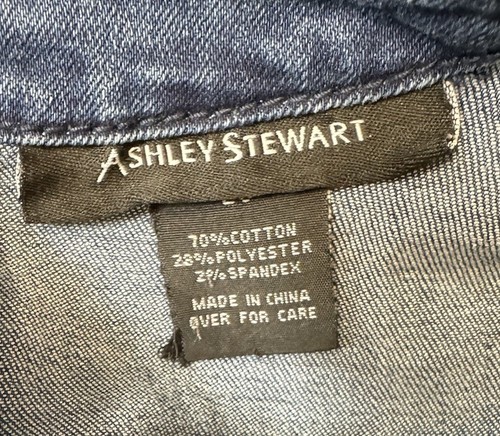 ASHLEY STEWART
70% COTTON
28% POLYESTER
2% SPANDEX
MADE IN CHINA
OVER FOR CARE